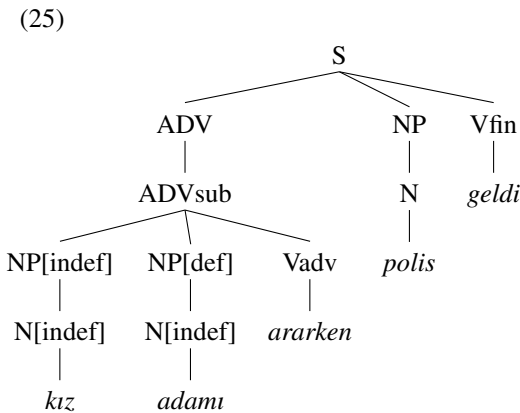 (25)
S
ADV NP Vfin
ADVsub N geldi
NP[indef] NP[def] Vadv polis
N[indef] N[indef] ararken
kız adamı